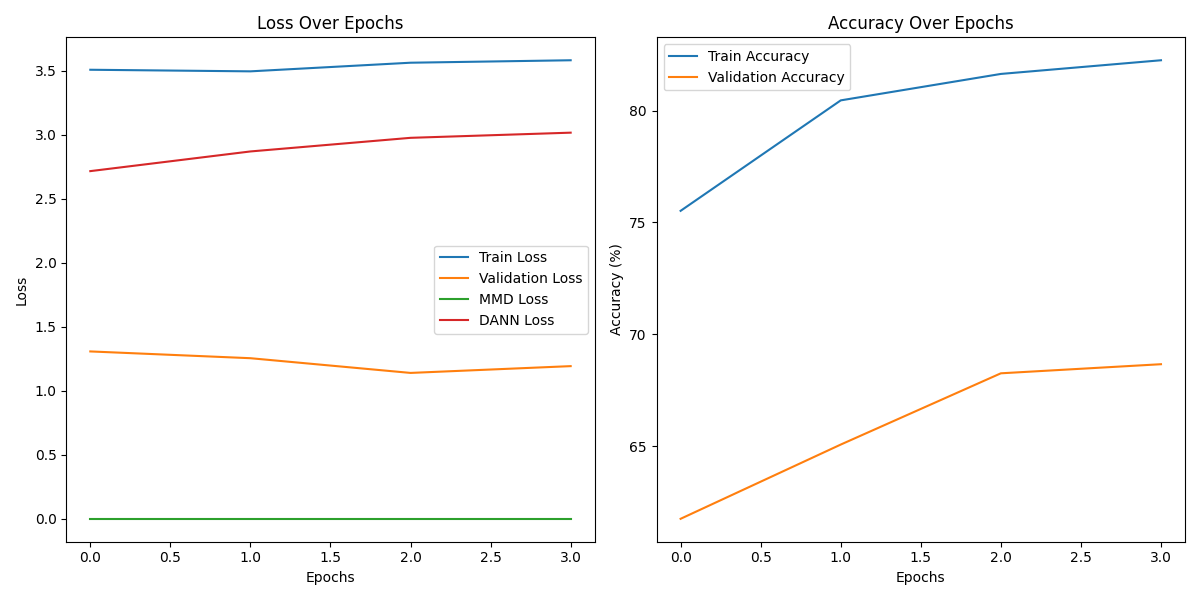 Loss Over Epochs
3.5
3.0
2.5
2.0
1.5
1.0
0.5
0.0
Loss
Train Loss
Validation Loss
MMD Loss
DANN Loss
0.0 0.5 1.0 1.5 2.0 2.5 3.0
Epochs
Accuracy Over Epochs
Train Accuracy
Validation Accuracy
80
75
70
65
Accuracy (%)
0.0 0.5 1.0 1.5 2.0 2.5 3.0
Epochs